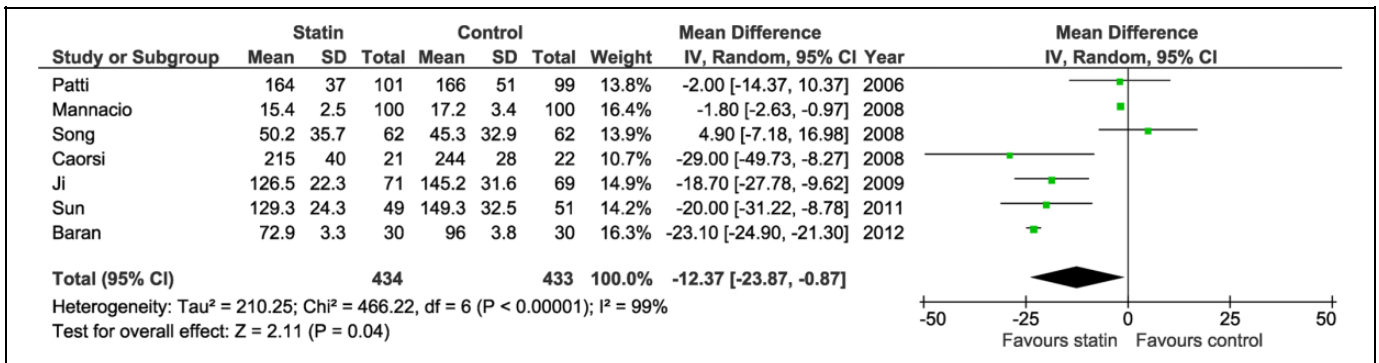 Statin Control Mean Difference Mean Difference
Study or Subgroup Mean SD Total Mean SD Total Weight IV, Random, 95% CI Year IV, Random, 95% CI
Patti 164 37 101 166 51 99 13.8% -2.00 [-14.37, 10.37] 2006
Mannacio 15.4 2.5 100 17.2 3.4 100 16.4% -1.80 [-2.63, -0.97] 2008
Song 50.2 35.7 62 45.3 32.9 62 13.9% 4.90 [-7.18, 16.98] 2008
Caorsi 215 40 21 244 28 22 10.7% -29.00 [-49.73, -8.27] 2008
Ji 126.5 22.3 71 145.2 31.6 69 14.9% -18.70 [-27.78, -9.62] 2009
Sun 129.3 24.3 49 149.3 32.5 51 14.2% -20.00 [-31.22, -8.78] 2011
Baran 72.9 3.3 30 96 3.8 30 16.3% -23.10 [-24.90, -21.30] 2012
Total (95% CI) 434 433 100.0% -12.37 [-23.87, -0.87]
Heterogeneity: Tau² = 210.25; Chi² = 466.22, df = 6 (P < 0.00001); I² = 99%
Test for overall effect: Z = 2.11 (P = 0.04)
-50 -25 0 25 50
Favours statin Favours control